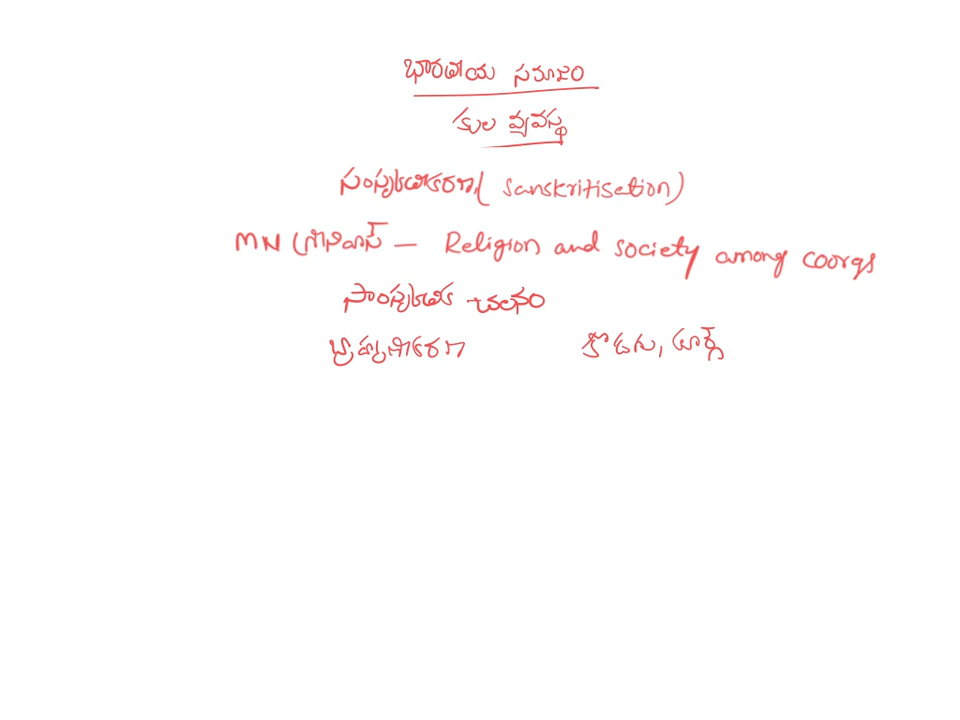 భారతీయ సమాజం
కుల వ్యవస్థ
సంస్కృతీకరణ (Sanskritisation)
MN శ్రీనివాస్ – Religion and society among coorgs
సాంస్కృతిక చలనం
బ్రాహ్మణీకరణ కొడగు, కూర్గ్